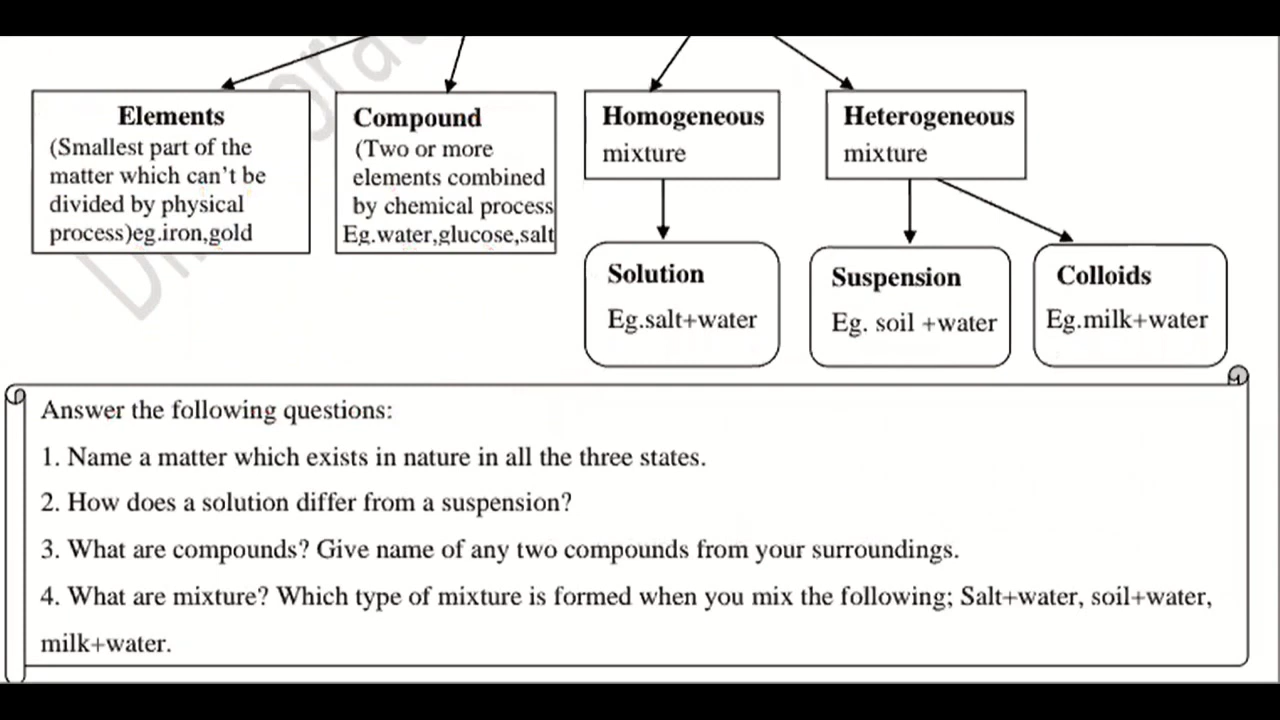 Elements
(Smallest part of the
matter which can't be
divided by physical
process)eg.iron,gold
Compound
(Two or more
elements combined
by chemical process
Eg.water,glucose,salt
Homogeneous
mixture
Heterogeneous
mixture
Solution
Eg.salt+water
Suspension
Eg. soil +water
Colloids
Eg.milk+water
Answer the following questions:
1. Name a matter which exists in nature in all the three states.
2. How does a solution differ from a suspension?
3. What are compounds? Give name of any two compounds from your surroundings.
4. What are mixture? Which type of mixture is formed when you mix the following; Salt+water, soil+water,
milk+water.